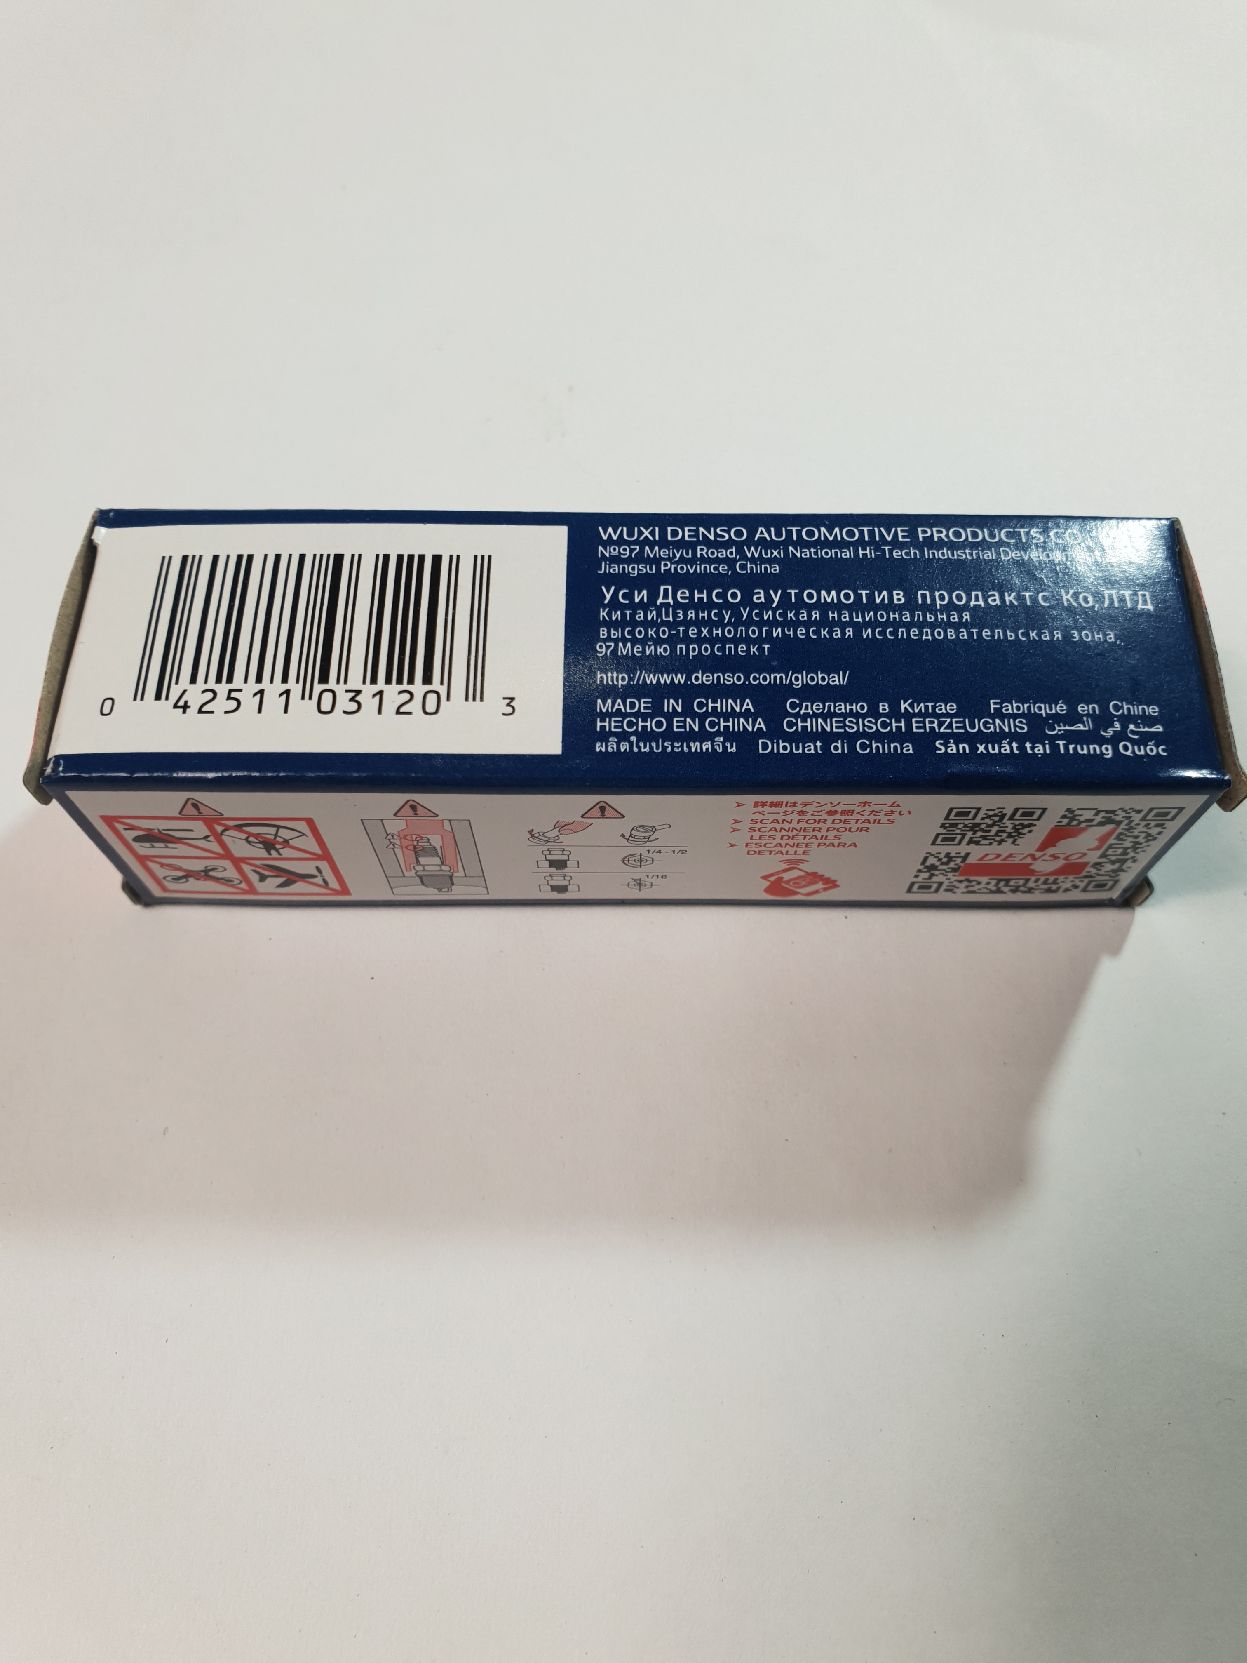 WUXI DENSO AUTOMOTIVE PRODUCTS CO.
№97 Meiyu Road, Wuxi National Hi-Tech Industrial
Jiangsu Province, China
Уси Денсо аутомотив продактс Ко,ЛТД
Китай,Цзянсу, Усиская национальная
высоко-технологическая исследовательская зона,
97 Мейю проспект
http://www.denso.com/global/
MADE IN CHINA Сделано в Китае Fabriqué en Chine
HECHO EN CHINA CHINESISCH ERZEUGNIS صنع في الصين
ผลิตในประเทศจีน Dibuat di China Sản xuất tại Trung Quốc
0 42511 03120 3
➤ 詳細はデンソーホーム
ページをご参照ください
➤ SCAN FOR DETAILS
➤ SCANNER POUR
LES DÉTAILS
➤ ESCANEE PARA
DETALLE
1/4 - 1/2
1/16
DENSO